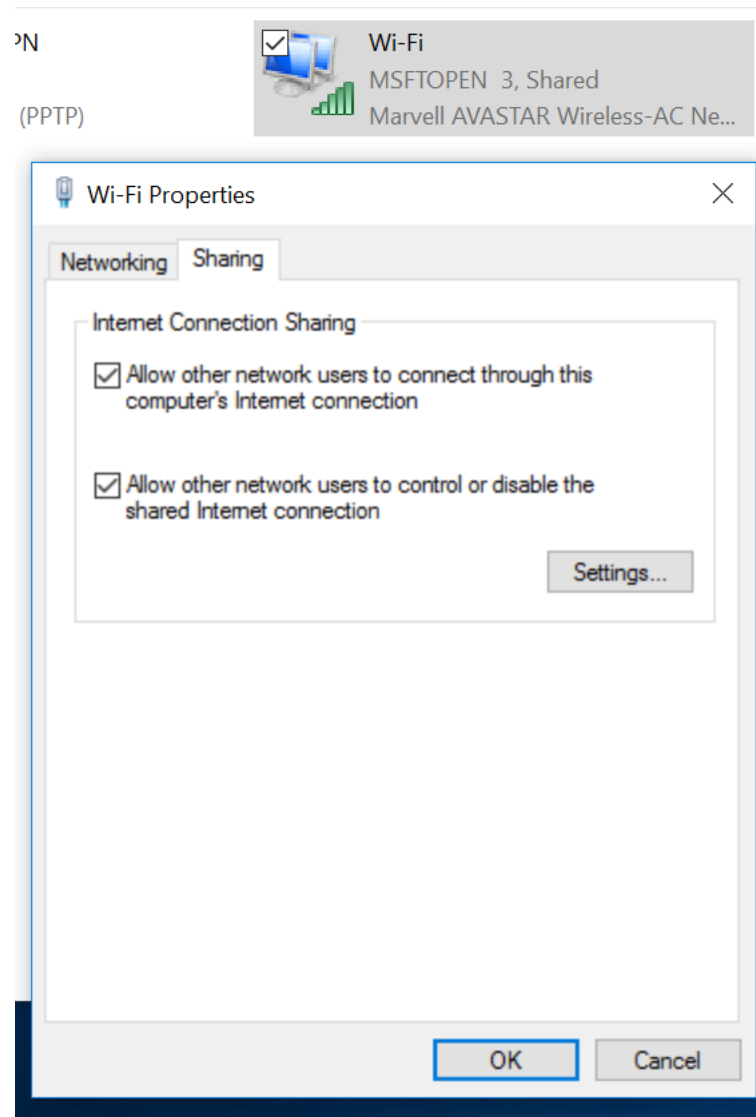 PN
Wi-Fi
MSFTOPEN 3, Shared
(PPTP)
Marvell AVASTAR Wireless-AC Ne...
Wi-Fi Properties
Networking
Sharing
Internet Connection Sharing
Allow other network users to connect through this
computer's Internet connection
Allow other network users to control or disable the
shared Internet connection
Settings...
OK
Cancel